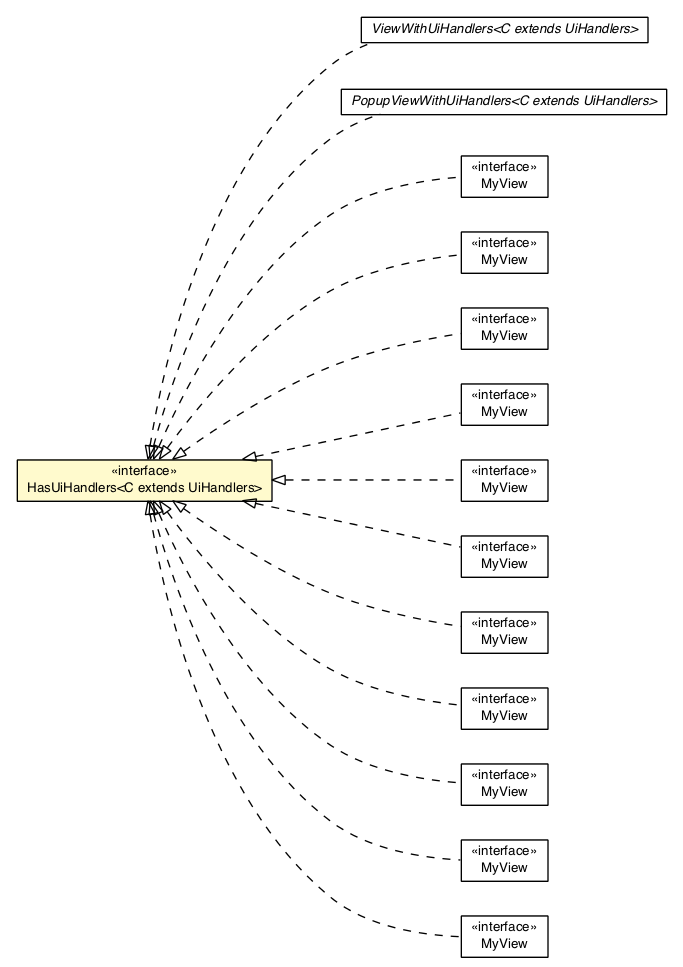 ViewWithUiHandlers<C extends UiHandlers>
PopupViewWithUiHandlers<C extends UiHandlers>
«interface»
MyView
«interface»
MyView
«interface»
MyView
«interface»
MyView
«interface»
HasUiHandlers<C extends UiHandlers>
«interface»
MyView
«interface»
MyView
«interface»
MyView
«interface»
MyView
«interface»
MyView
«interface»
MyView
«interface»
MyView